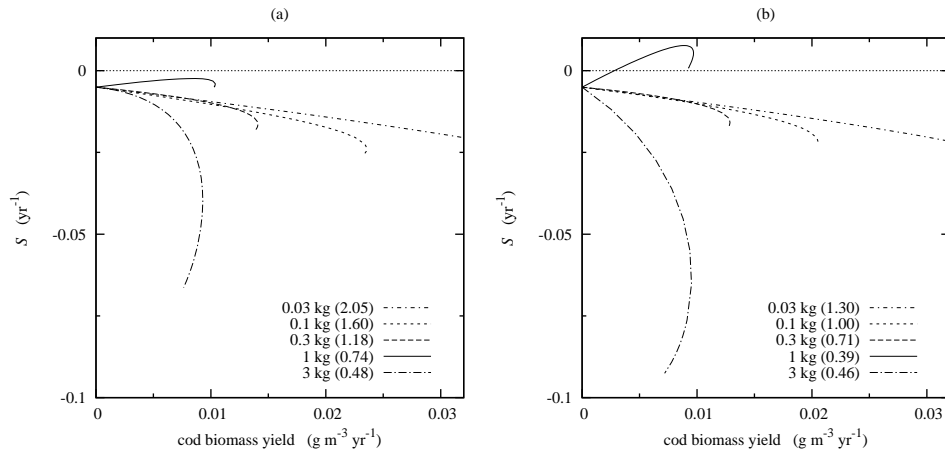 (a)
0
-0.05
-0.1
S (yr⁻¹)
0.03 kg (2.05)
0.1 kg (1.60)
0.3 kg (1.18)
1 kg (0.74)
3 kg (0.48)
0 0.01 0.02 0.03
cod biomass yield (g m⁻³ yr⁻¹)
(b)
0
-0.05
-0.1
S (yr⁻¹)
0.03 kg (1.30)
0.1 kg (1.00)
0.3 kg (0.71)
1 kg (0.39)
3 kg (0.46)
0 0.01 0.02 0.03
cod biomass yield (g m⁻³ yr⁻¹)